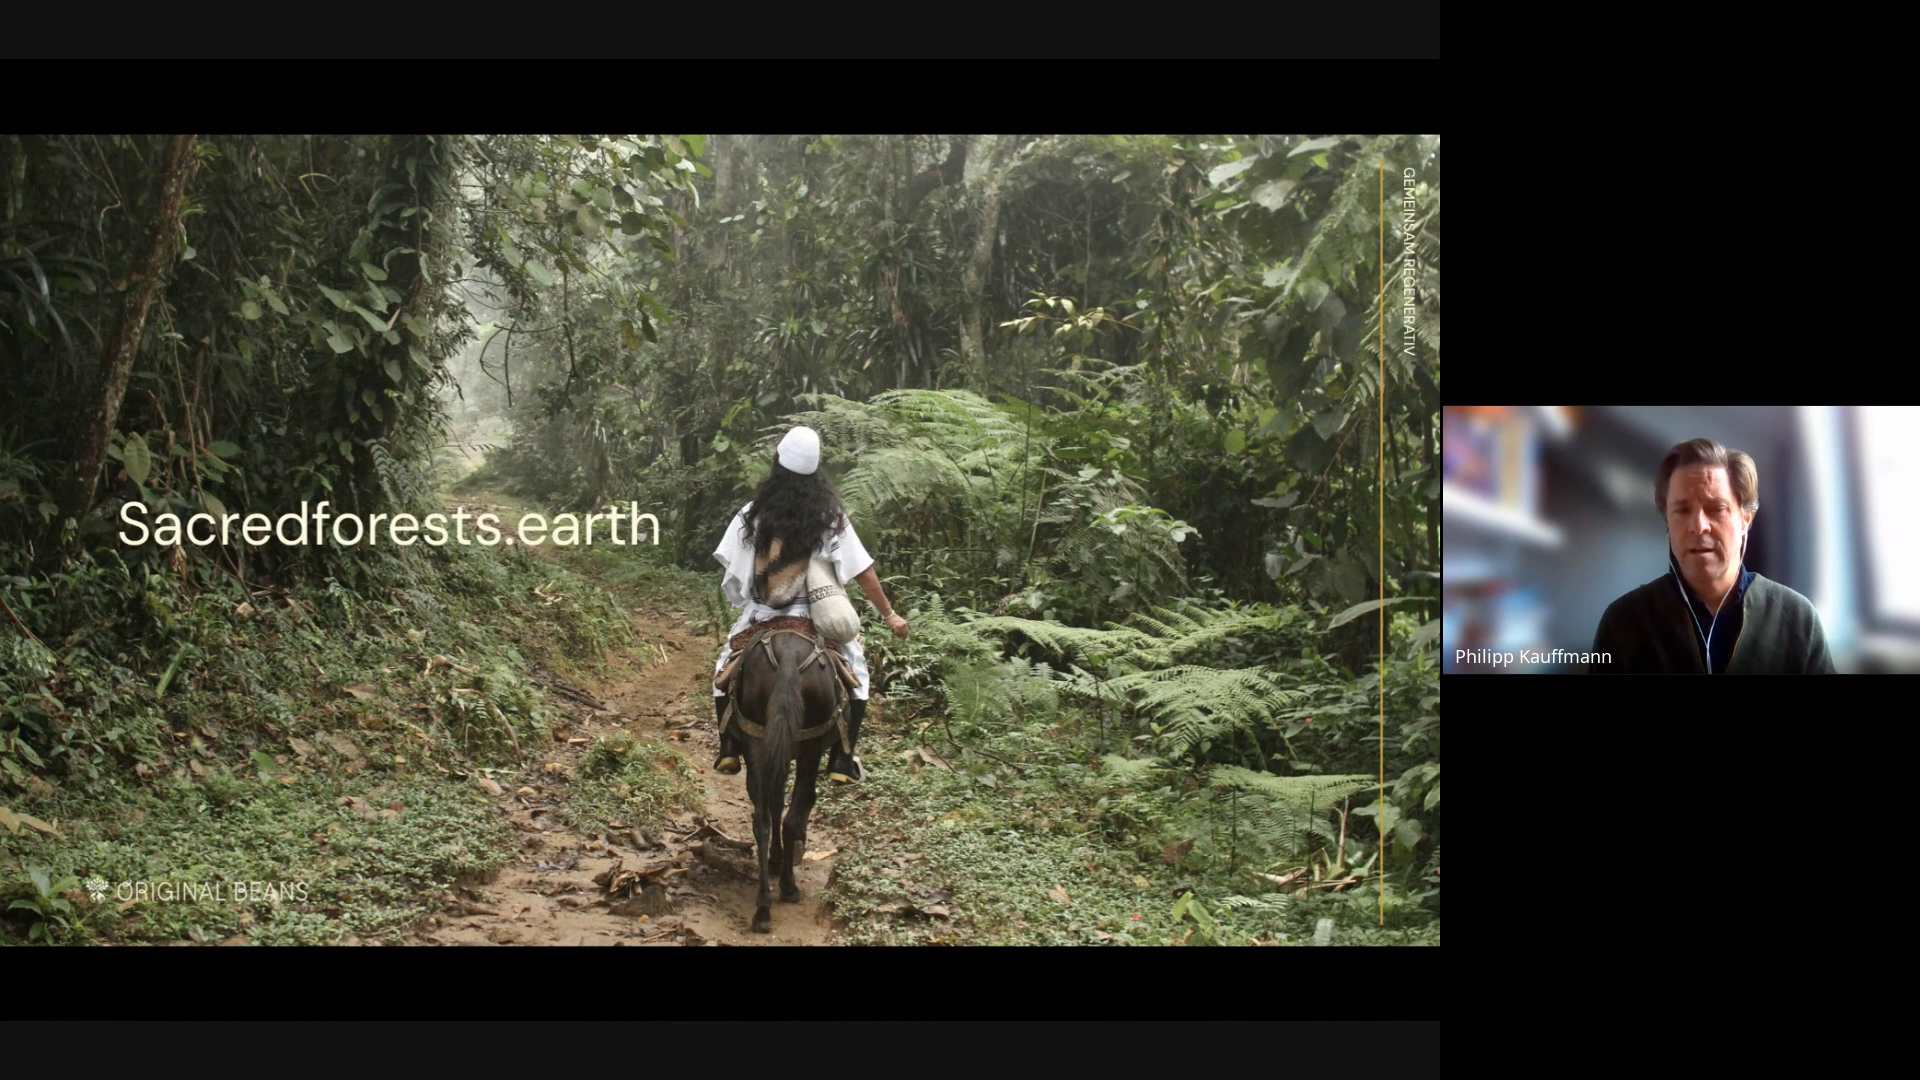 Sacredforests.earth
GEMEINSAM REGENERATIV
ORIGINAL BEANS
Philipp Kauffmann